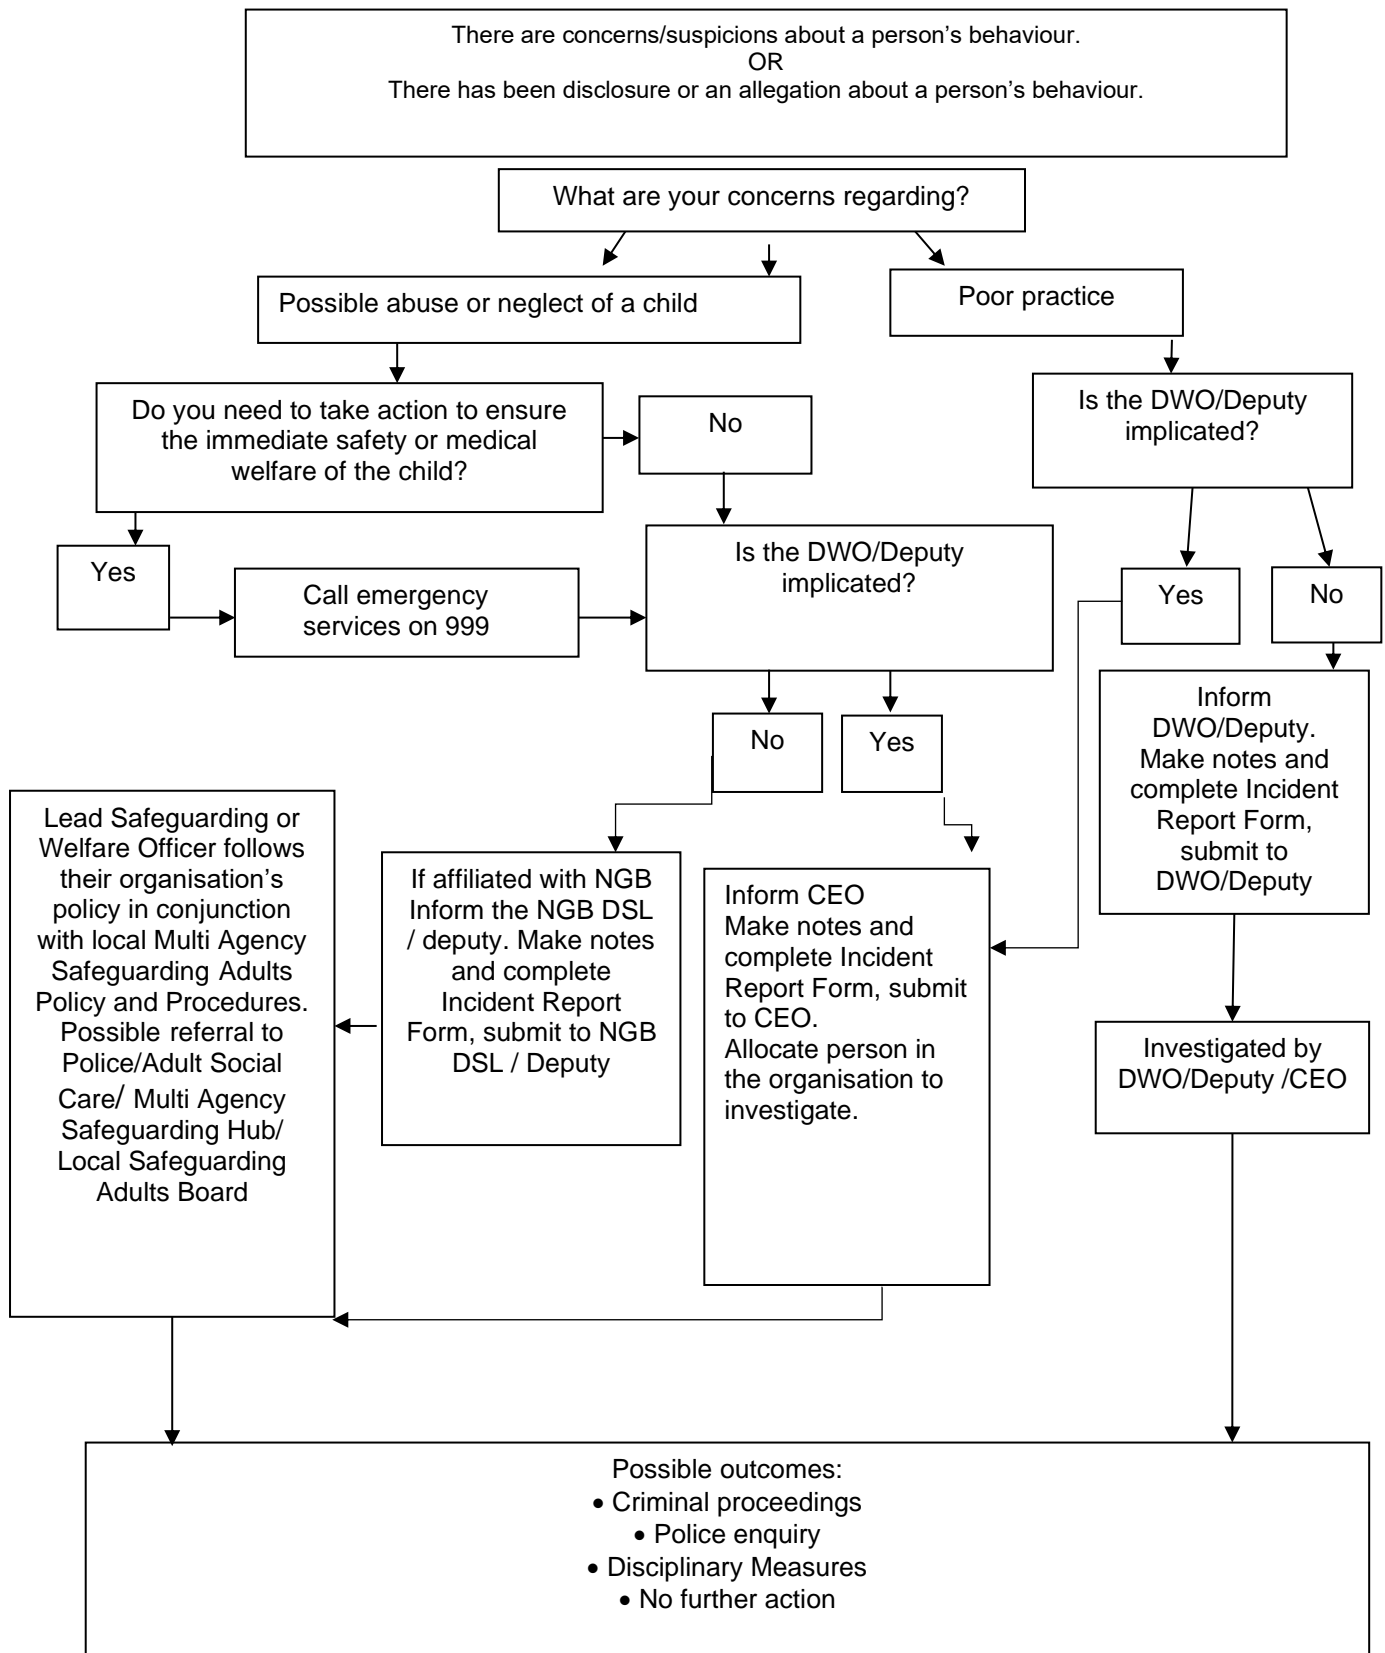 There are concerns/suspicions about a person’s behaviour.
OR
There has been disclosure or an allegation about a person’s behaviour.
What are your concerns regarding?
Possible abuse or neglect of a child
Poor practice
Do you need to take action to ensure
the immediate safety or medical
welfare of the child?
No
Is the DWO/Deputy
implicated?
Yes
Call emergency
services on 999
Is the DWO/Deputy
implicated?
Yes
No
No
Yes
Inform
DWO/Deputy.
Make notes and
complete Incident
Report Form,
submit to
DWO/Deputy
Lead Safeguarding or
Welfare Officer follows
their organisation’s
policy in conjunction
with local Multi Agency
Safeguarding Adults
Policy and Procedures.
Possible referral to
Police/Adult Social
Care/ Multi Agency
Safeguarding Hub/
Local Safeguarding
Adults Board
If affiliated with NGB
Inform the NGB DSL
/ deputy. Make notes
and complete
Incident Report
Form, submit to NGB
DSL / Deputy
Inform CEO
Make notes and
complete Incident
Report Form, submit
to CEO.
Allocate person in
the organisation to
investigate.
Investigated by
DWO/Deputy /CEO
Possible outcomes:
• Criminal proceedings
• Police enquiry
• Disciplinary Measures
• No further action